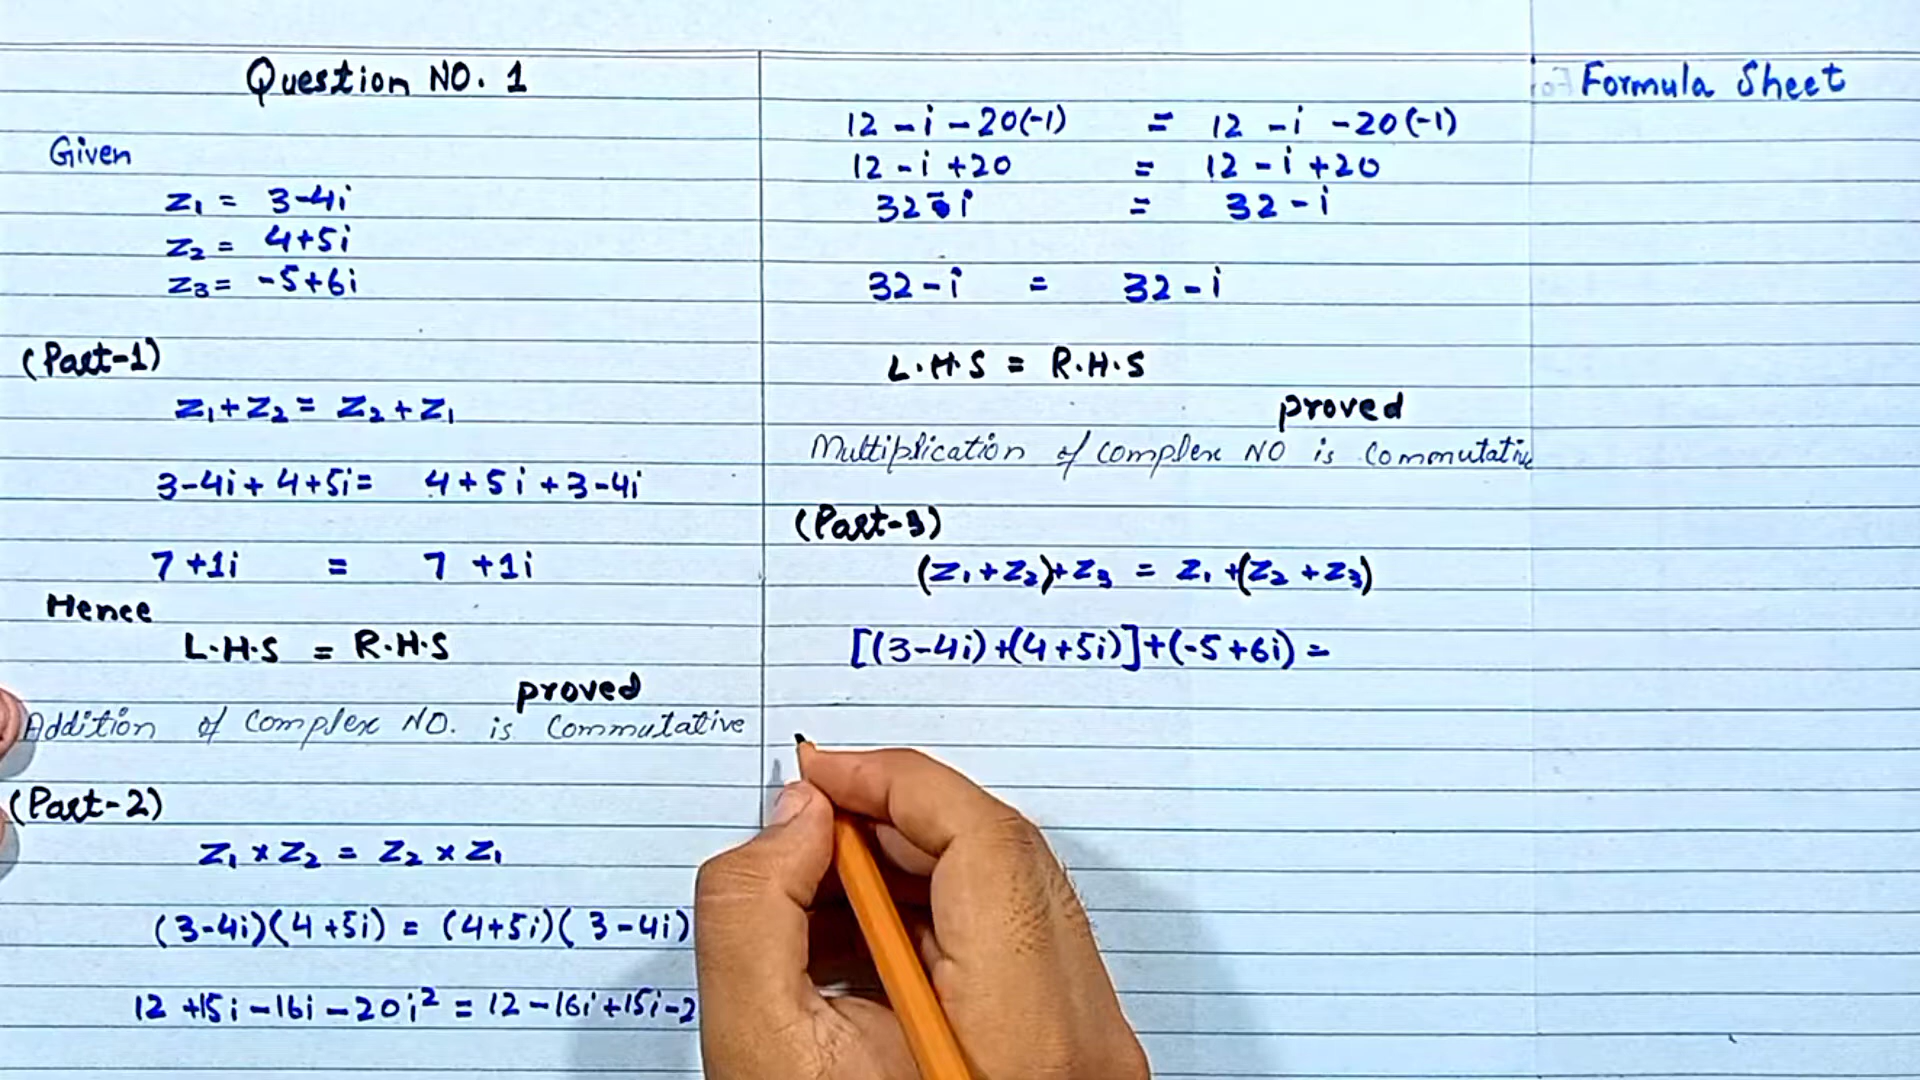 Question NO. 1
Given
z₁ = 3-4i
z₂ = 4+5i
z₃ = -5+6i
(Part-1)
z₁+z₂ = z₂+z₁
3-4i+4+5i = 4+5i+3-4i
7+1i = 7+1i
Hence
L.H.S = R.H.S
proved
Addition of Complex NO. is Commutative
(Part-2)
z₁ x z₂ = z₂ x z₁
(3-4i)(4+5i) = (4+5i)(3-4i)
12+15i-16i-20i² = 12-16i+15i-2
12-i-20(-1) = 12-i-20(-1)
12-i+20 = 12-i+20
32-i = 32-i
32-i = 32-i
L.H.S = R.H.S
proved
Multiplication of complex NO is Commutative
(Part-3)
(z₁+z₂)+z₃ = z₁+(z₂+z₃)
[(3-4i)+(4+5i)]+(-5+6i) =
Formula Sheet